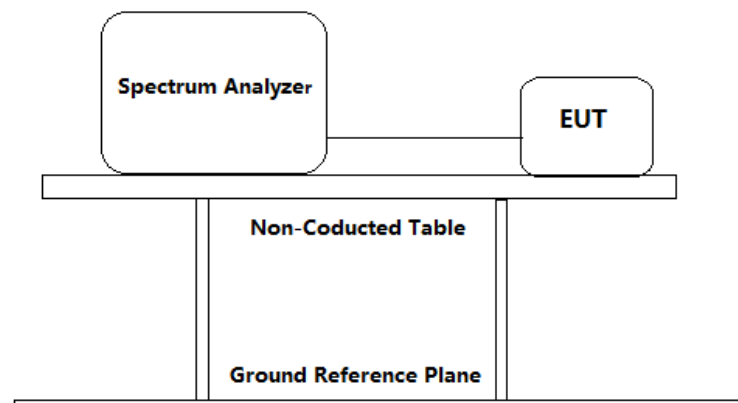 Spectrum Analyzer
EUT
Non-Coducted Table
Ground Reference Plane